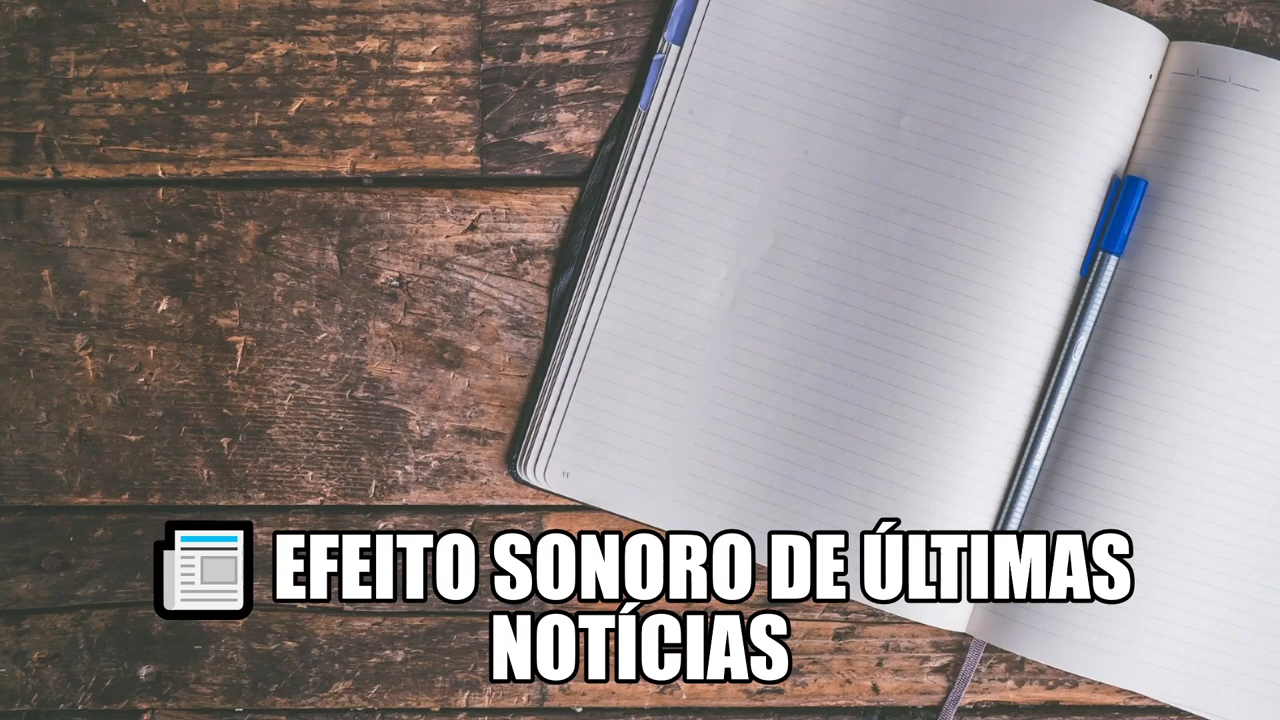 📰 EFEITO SONORO DE ÚLTIMAS
NOTÍCIAS